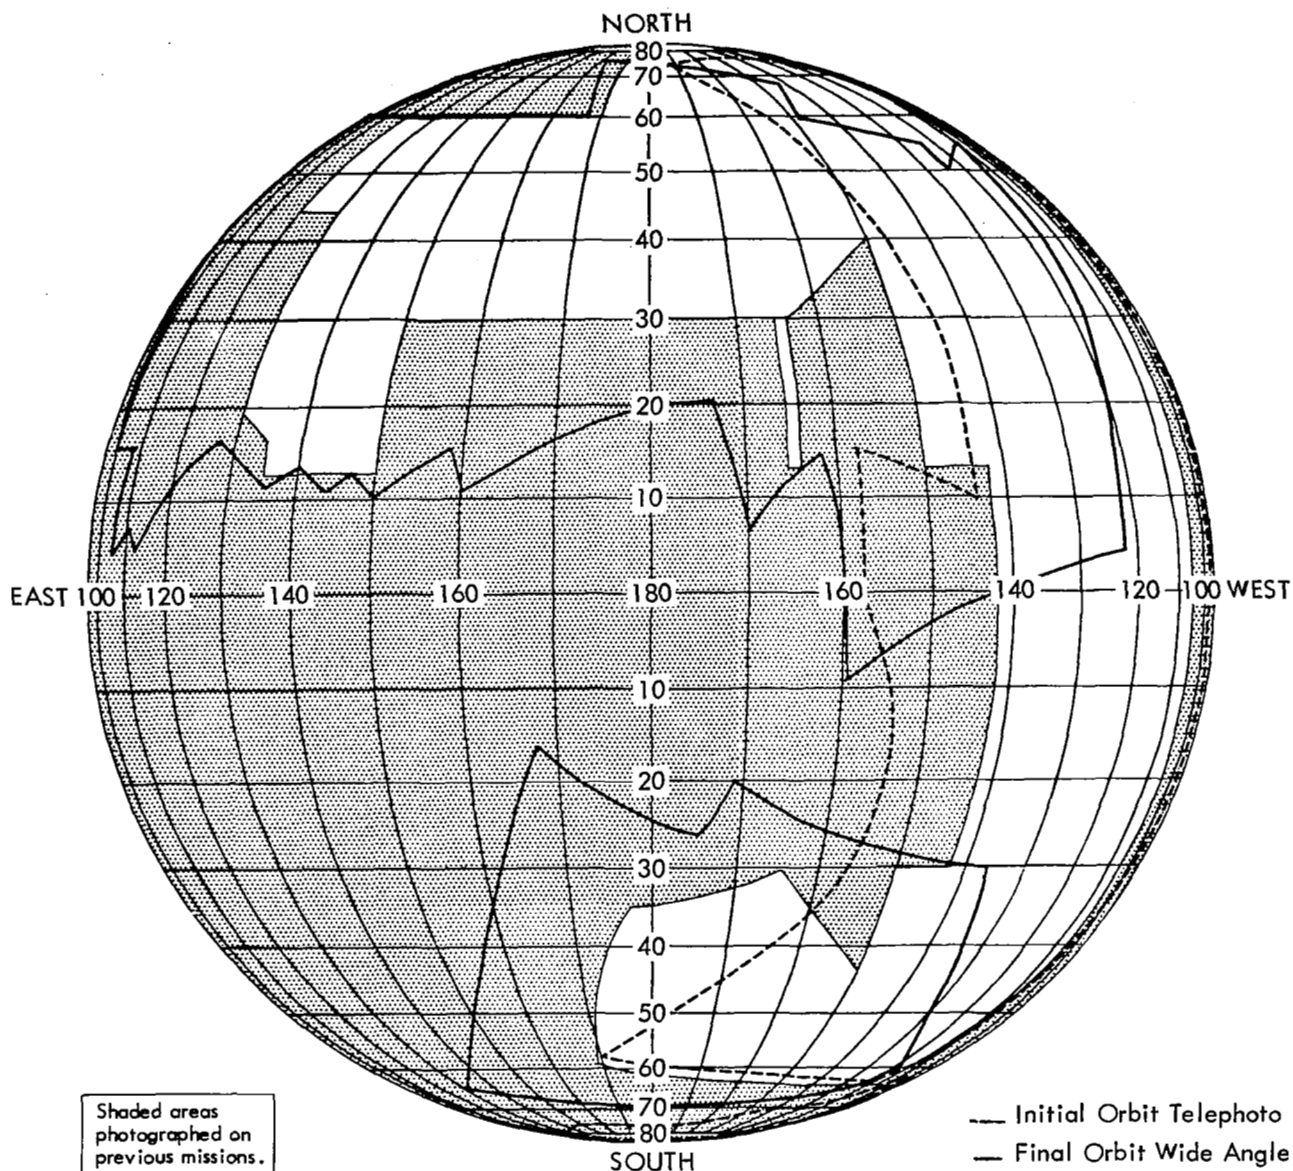 NORTH
80
70
60
50
40
30
20
10
EAST 100 120 140 160 180 160 140 120 100 WEST
10
20
30
40
50
60
70
80
SOUTH
Shaded areas
photographed on
previous missions.
Initial Orbit Telephoto
Final Orbit Wide Angle